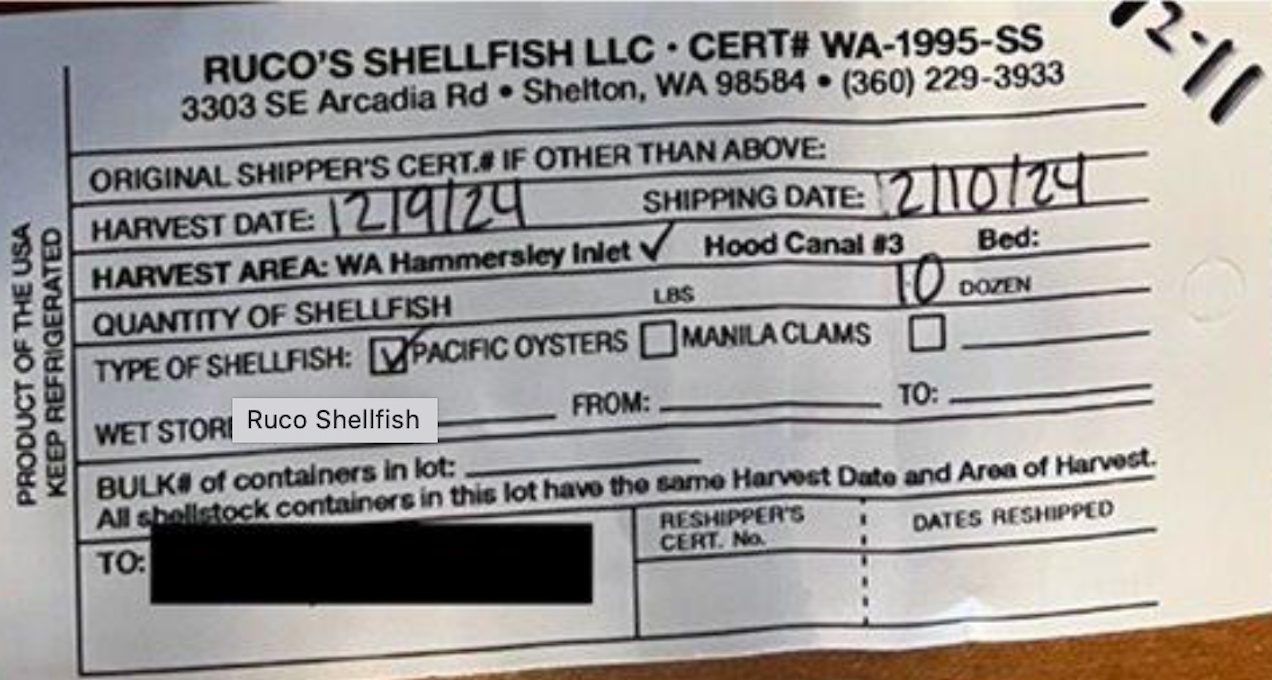 12-11
RUCO'S SHELLFISH LLC • CERT# WA-1995-SS
3303 SE Arcadia Rd • Shelton, WA 98584 • (360) 229-3933
ORIGINAL SHIPPER'S CERT.# IF OTHER THAN ABOVE:
HARVEST DATE: 12/9/24 SHIPPING DATE: 12/10/24
HARVEST AREA: WA Hammersley Inlet ✓ Hood Canal #3 Bed:
QUANTITY OF SHELLFISH LBS 10 DOZEN
TYPE OF SHELLFISH: ☑ PACIFIC OYSTERS ☐ MANILA CLAMS ☐
WET STOR FROM: TO:
Ruco Shellfish
BULK# of containers in lot:
All shellstock containers in this lot have the same Harvest Date and Area of Harvest.
TO:
RESHIPPER'S CERT. No.
DATES RESHIPPED
PRODUCT OF THE USA
KEEP REFRIGERATED